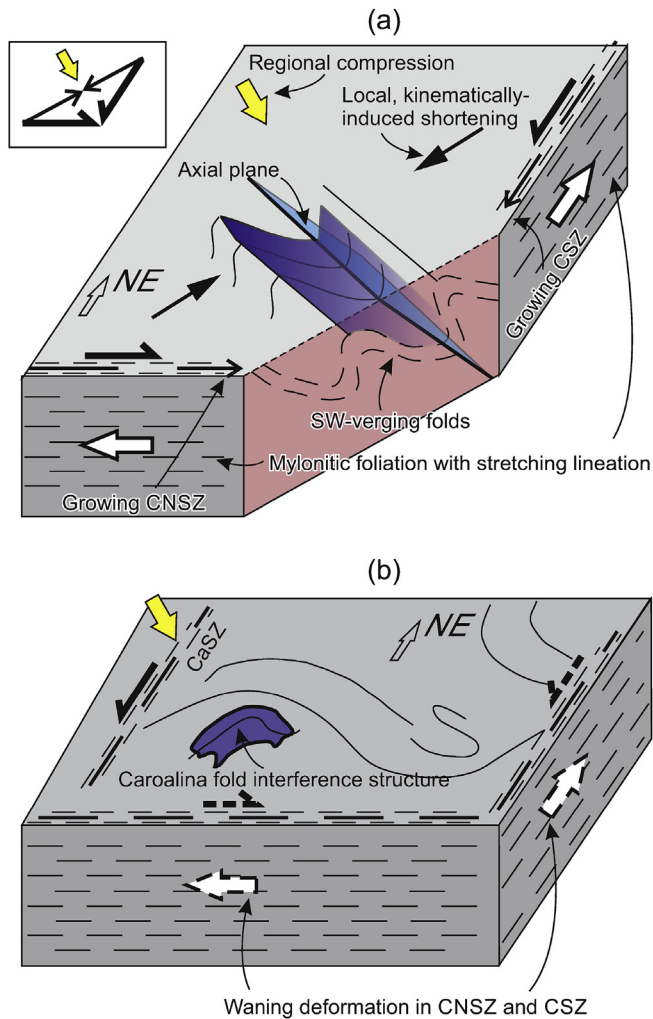 (a)
Regional compression
Local, kinematically-
induced shortening
Axial plane
NE
Growing CSZ
SW-verging folds
Mylonitic foliation with stretching lineation
Growing CNSZ
(b)
NE
CaSZ
Caroalina fold interference structure
Waning deformation in CNSZ and CSZ